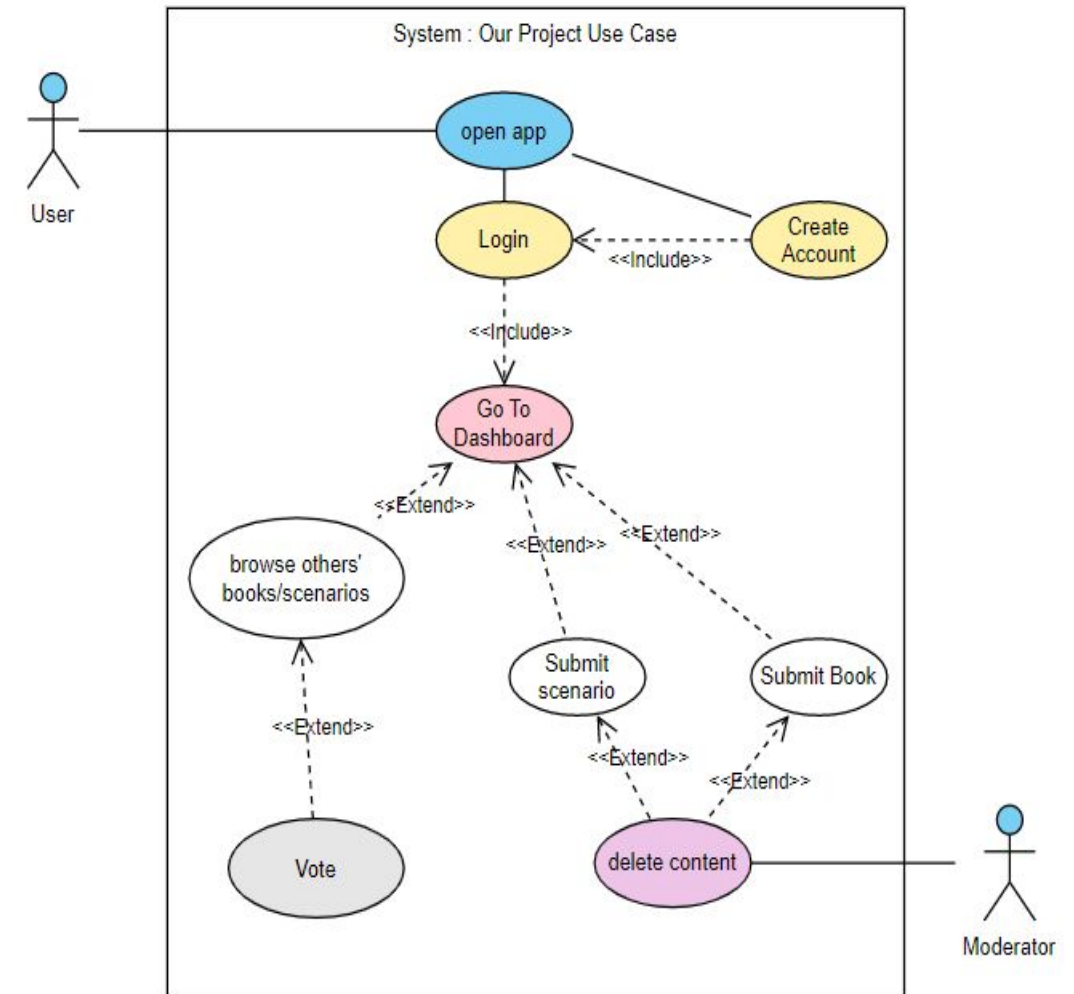 System : Our Project Use Case
open app
User
Login
Create
Account
<<Include>>
<<Include>>
Go To
Dashboard
<<Extend>>
<<Extend>>
<<Extend>>
browse others'
books/scenarios
Submit
scenario
Submit Book
<<Extend>>
<<Extend>>
<<Extend>>
Vote
delete content
Moderator